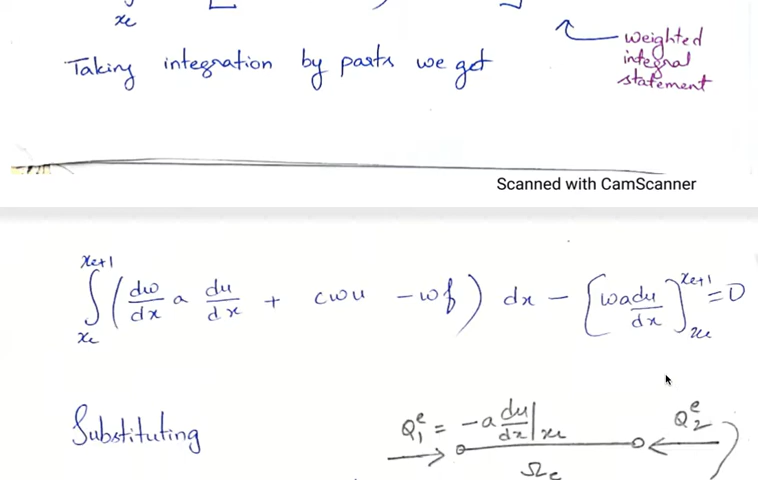 xe
weighted
Taking integration by parts we get
integral
statement
Scanned with CamScanner
∫_{xe}^{xe+1} ( dw/dx a du/dx + cwu - wf ) dx - [ wa du/dx ]_{xe}^{xe+1} = 0
Substituting
Q₁ᵉ = -a du/dx |xe
Q₂ᵉ
Ωe